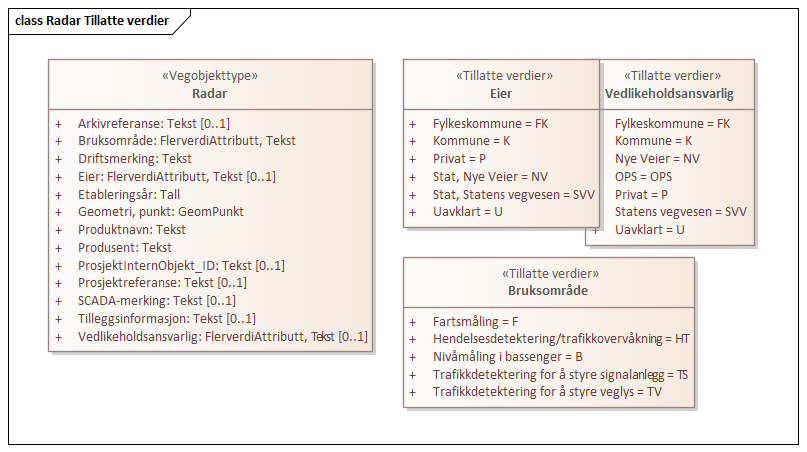 class Radar Tillatte verdier
«Vegobjekttype»
Radar
+ Arkivreferanse: Tekst [0..1]
+ Bruksområde: FlerverdiAttributt, Tekst
+ Driftsmerking: Tekst
+ Eier: FlerverdiAttributt, Tekst [0..1]
+ Etableringsår: Tall
+ Geometri, punkt: GeomPunkt
+ Produktnavn: Tekst
+ Produsent: Tekst
+ ProsjektInternObjekt_ID: Tekst [0..1]
+ Prosjektreferanse: Tekst [0..1]
+ SCADA-merking: Tekst [0..1]
+ Tilleggsinformasjon: Tekst [0..1]
+ Vedlikeholdsansvarlig: FlerverdiAttributt, Tekst [0..1]
«Tillatte verdier»
Eier
+ Fylkeskommune = FK
+ Kommune = K
+ Privat = P
+ Stat, Nye Veier = NV
+ Stat, Statens vegvesen = SVV
+ Uavklart = U
«Tillatte verdier»
Vedlikeholdsansvarlig
Fylkeskommune = FK
Kommune = K
Nye Veier = NV
OPS = OPS
Privat = P
Statens vegvesen = SVV
+ Uavklart = U
«Tillatte verdier»
Bruksområde
+ Fartsmåling = F
+ Hendelsesdetektering/trafikkovervåkning = HT
+ Nivåmåling i bassenger = B
+ Trafikkdetektering for å styre signalanlegg = TS
+ Trafikkdetektering for å styre veglys = TV